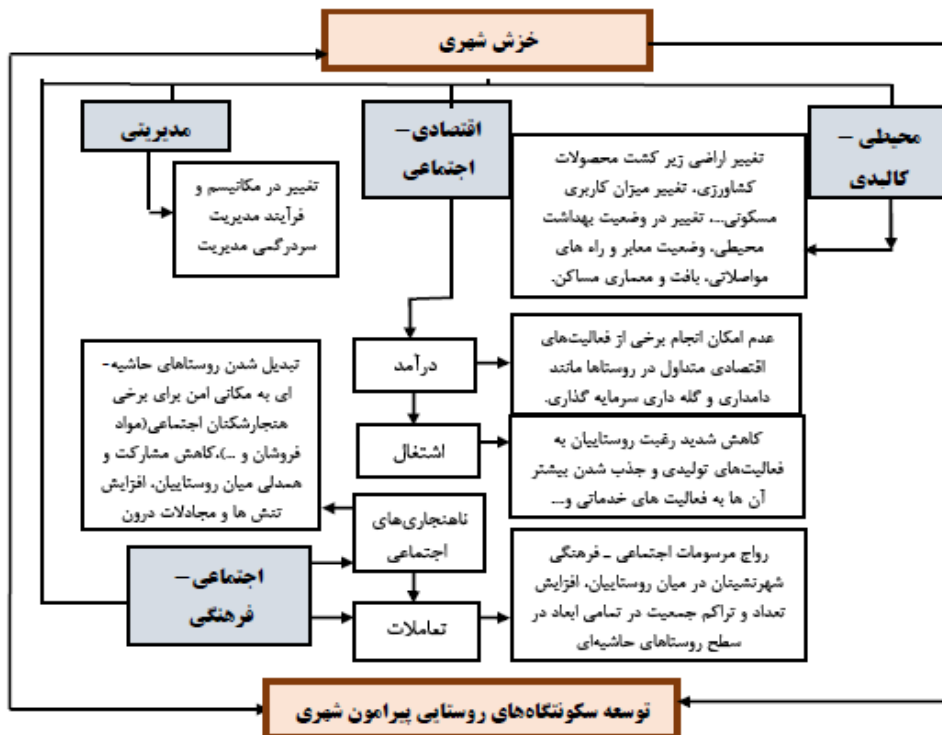 خزش شهری
محیطی –
کالبدی
اقتصادی –
اجتماعی
مدیریتی
تغییر اراضی زیر کشت محصولات
کشاورزی، تغییر میزان کاربری
مسکونی...، تغییر در وضعیت بهداشت
محیطی، وضعیت معابر و راه های
مواصلاتی، بافت و معماری مساکن.
تغییر در مکانیسم و
فرآیند مدیریت
سردرگمی مدیریت
درآمد
عدم امکان انجام برخی از فعالیت‌های
اقتصادی متداول در روستاها مانند
دامداری و گله داری سرمایه گذاری.
اشتغال
کاهش شدید رغبت روستاییان به
فعالیت‌های تولیدی و جذب شدن بیشتر
آن ها به فعالیت های خدماتی و...
تبدیل شدن روستاهای حاشیه-
ای به مکانی امن برای برخی
هنجارشکنان اجتماعی(مواد
فروشان و ...)،کاهش مشارکت و
همدلی میان روستاییان، افزایش
تنش ها و مجادلات درون
ناهنجاری‌های
اجتماعی
اجتماعی –
فرهنگی
تعاملات
رواج مرسومات اجتماعی – فرهنگی
شهرنشینان در میان روستاییان، افزایش
تعداد و تراکم جمعیت در تمامی ابعاد در
سطح روستاهای حاشیه‌ای
توسعه سکونتگاه‌های روستایی پیرامون شهری